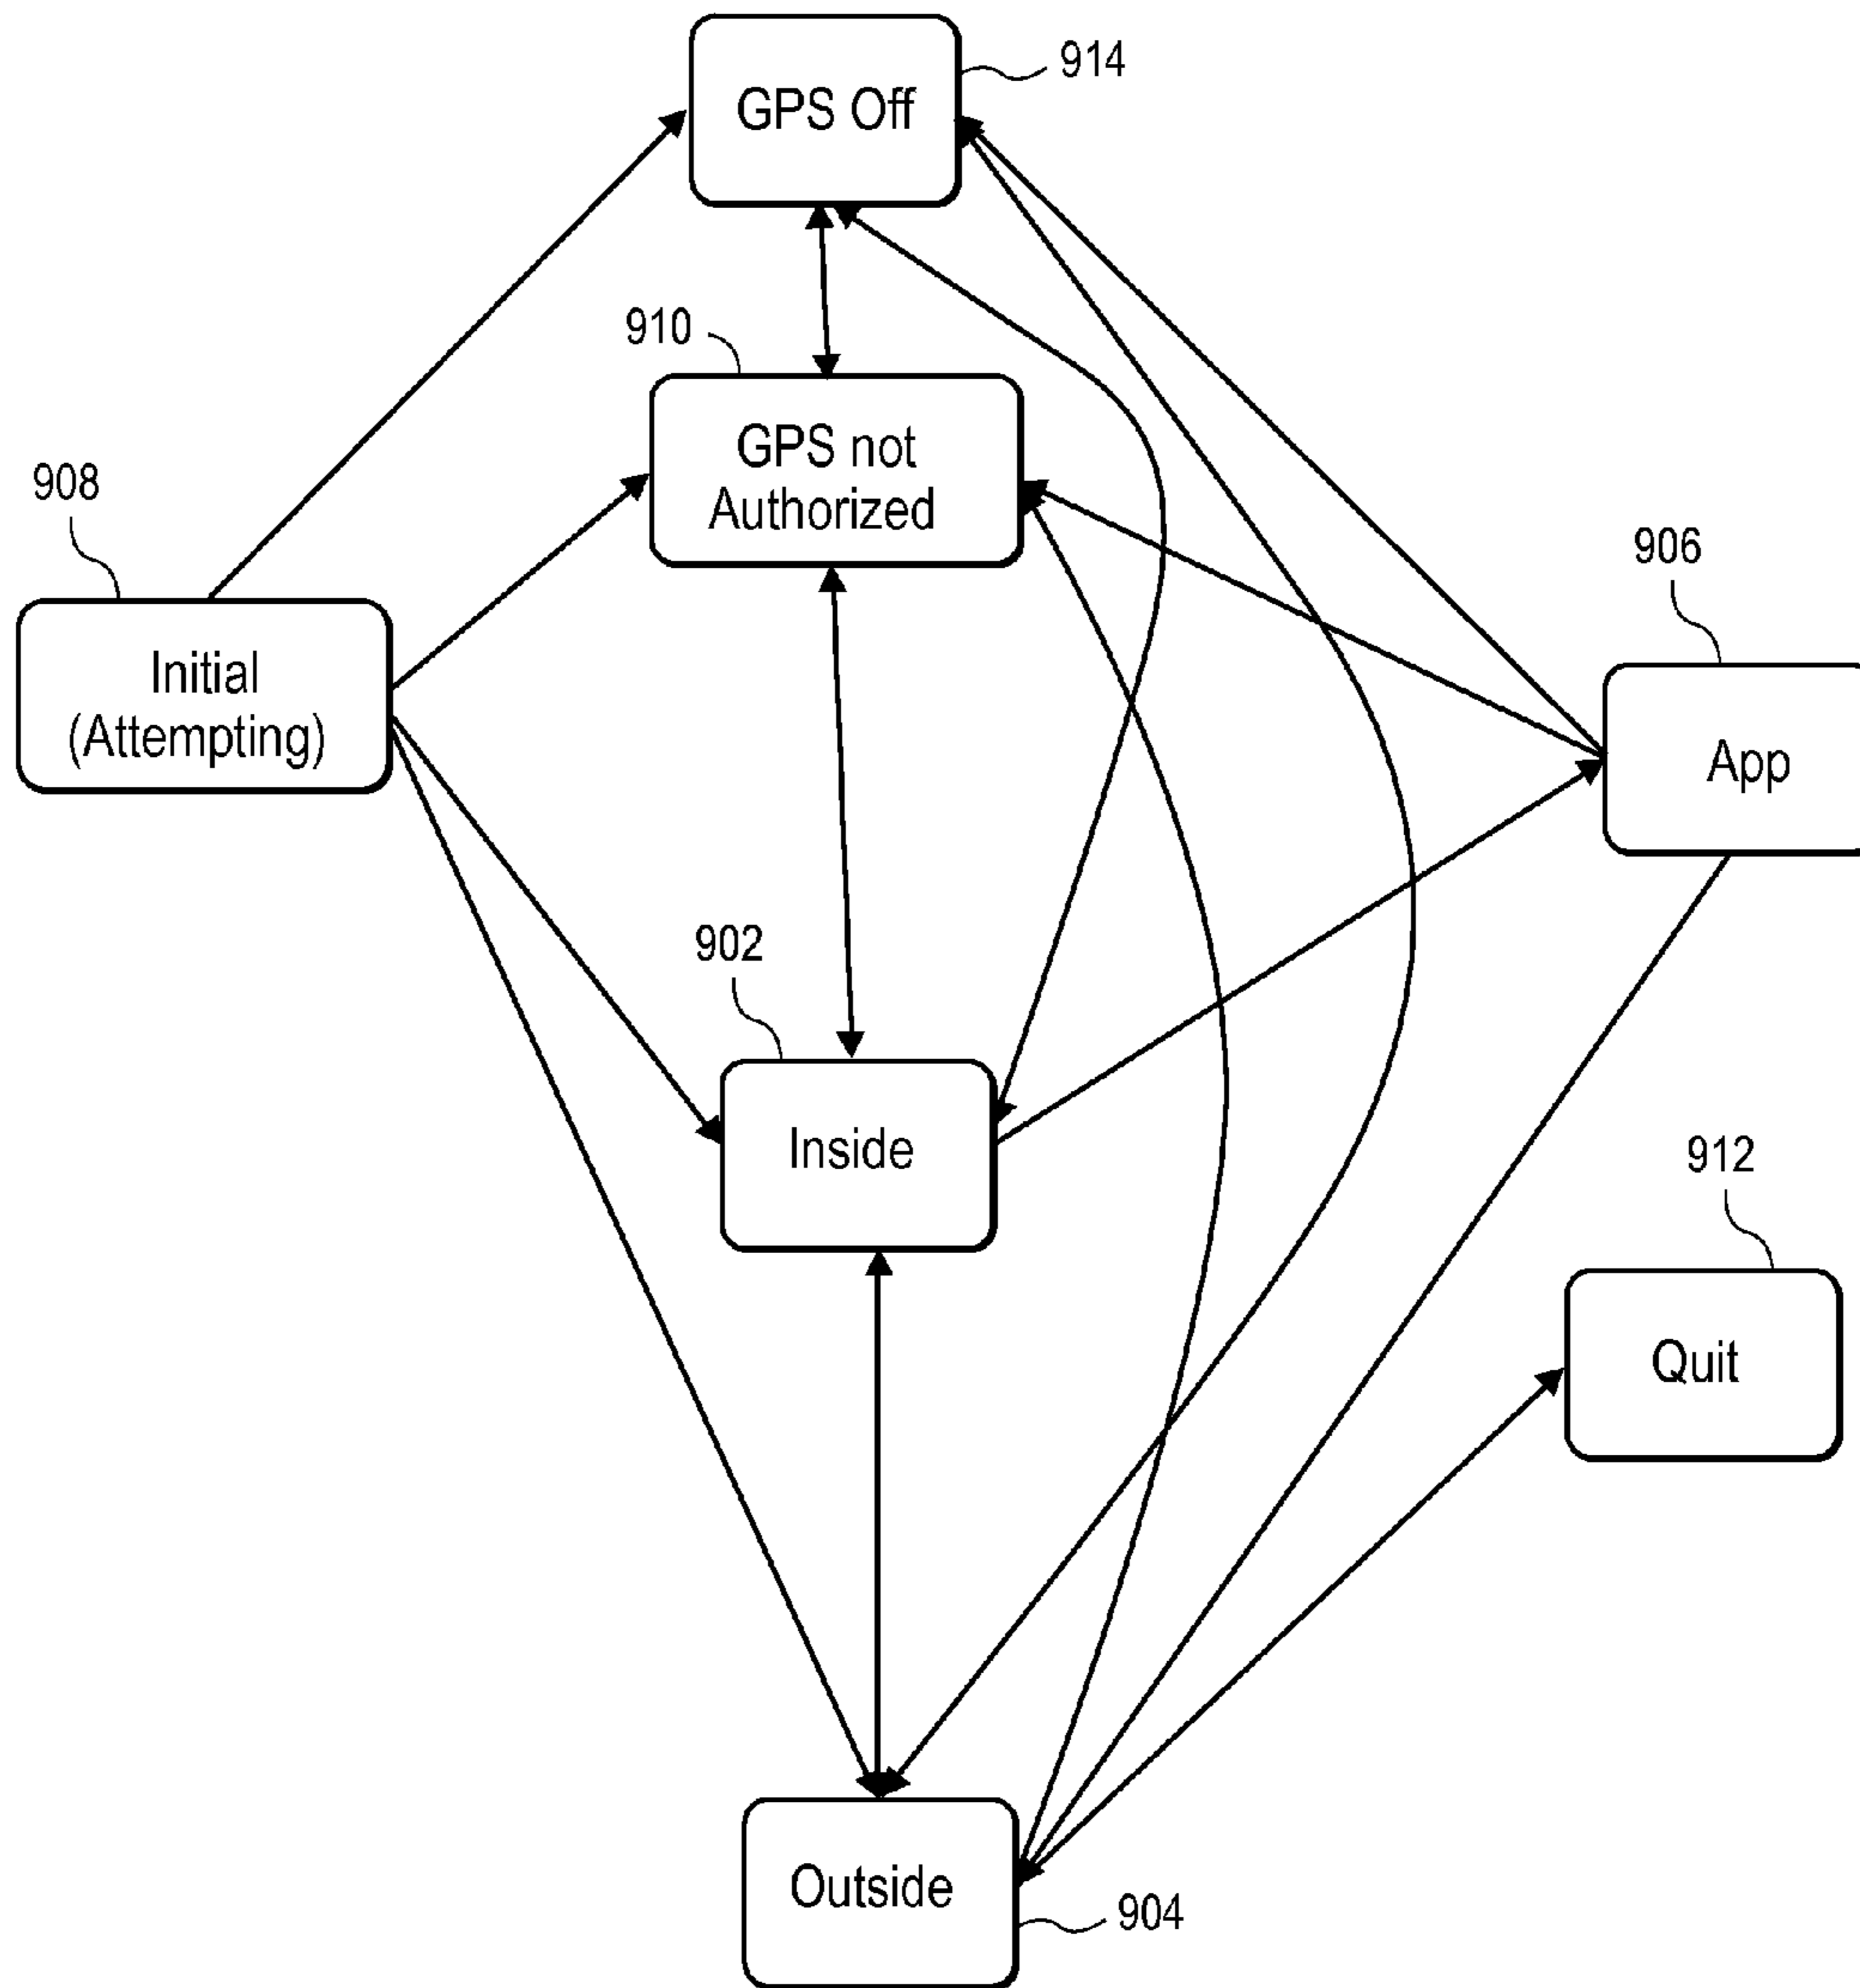 914
GPS Off
910
GPS not
Authorized
908
Initial
(Attempting)
906
App
902
Inside
912
Quit
Outside
904